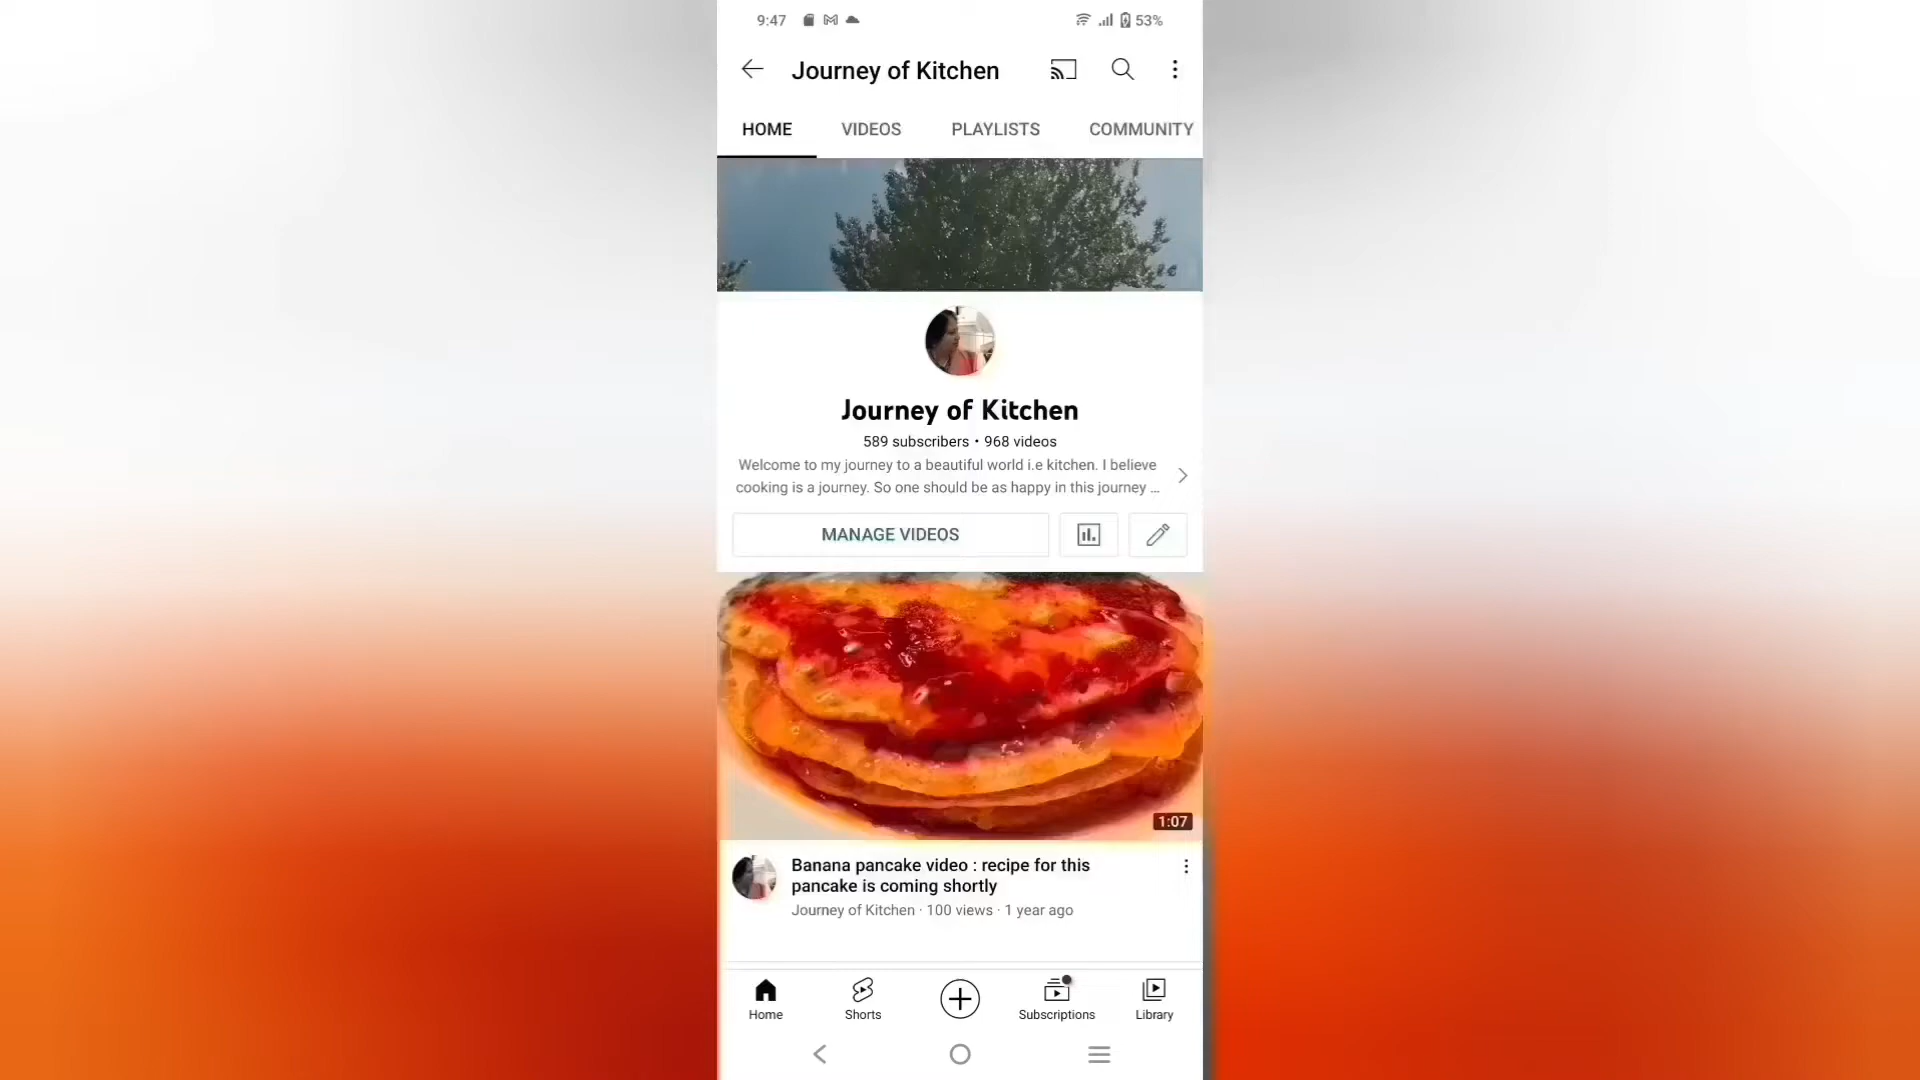 9:47 53%
Journey of Kitchen
HOME VIDEOS PLAYLISTS COMMUNITY
Journey of Kitchen
589 subscribers • 968 videos
Welcome to my journey to a beautiful world i.e kitchen. I believe
cooking is a journey. So one should be as happy in this journey ...
MANAGE VIDEOS
1:07
Banana pancake video : recipe for this
pancake is coming shortly
Journey of Kitchen · 100 views · 1 year ago
Home Shorts Subscriptions Library